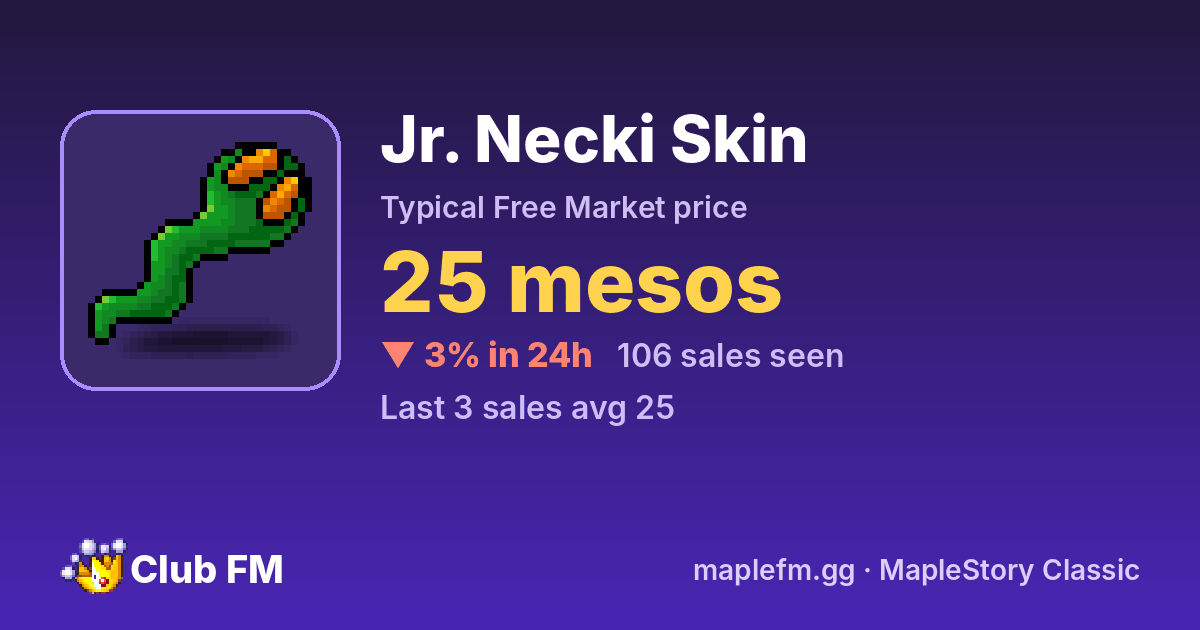 Jr. Necki Skin
Typical Free Market price
25 mesos
▼ 3% in 24h 106 sales seen
Last 3 sales avg 25
Club FM
maplefm.gg · MapleStory Classic